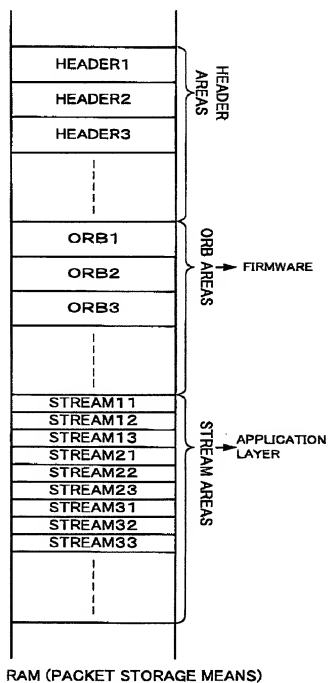 HEADER1
HEADER2
HEADER3
HEADER
AREAS
ORB1
ORB2
ORB3
ORB AREAS
FIRMWARE
STREAM11
STREAM12
STREAM13
STREAM21
STREAM22
STREAM23
STREAM31
STREAM32
STREAM33
STREAM AREAS
APPLICATION
LAYER
RAM (PACKET STORAGE MEANS)